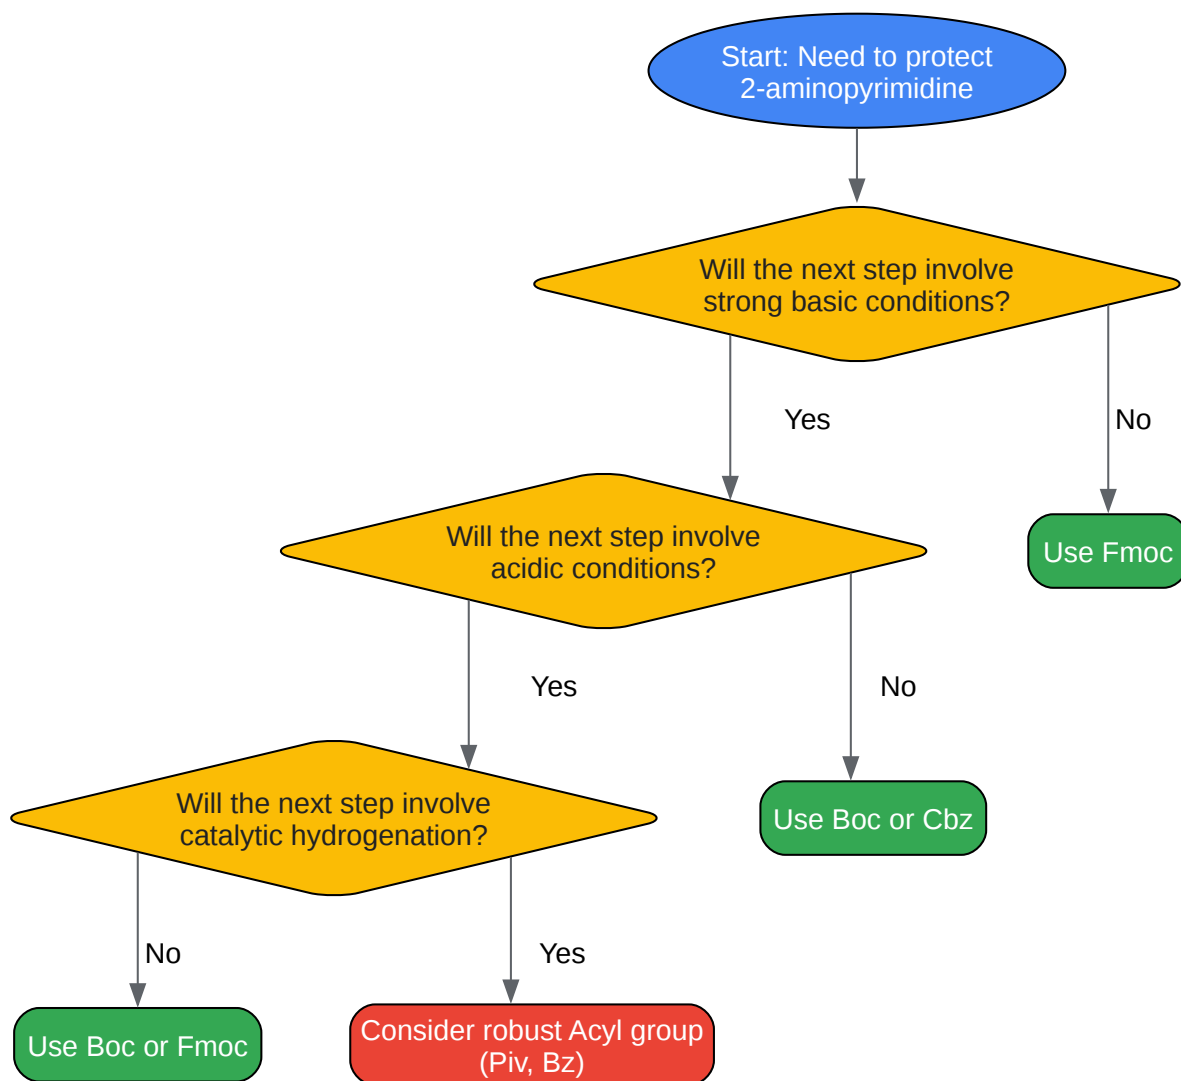 Start: Need to protect
2-aminopyrimidine
Will the next step involve
strong basic conditions?
Yes
No
Will the next step involve
acidic conditions?
Use Fmoc
Yes
No
Will the next step involve
catalytic hydrogenation?
Use Boc or Cbz
No
Yes
Use Boc or Fmoc
Consider robust Acyl group
(Piv, Bz)